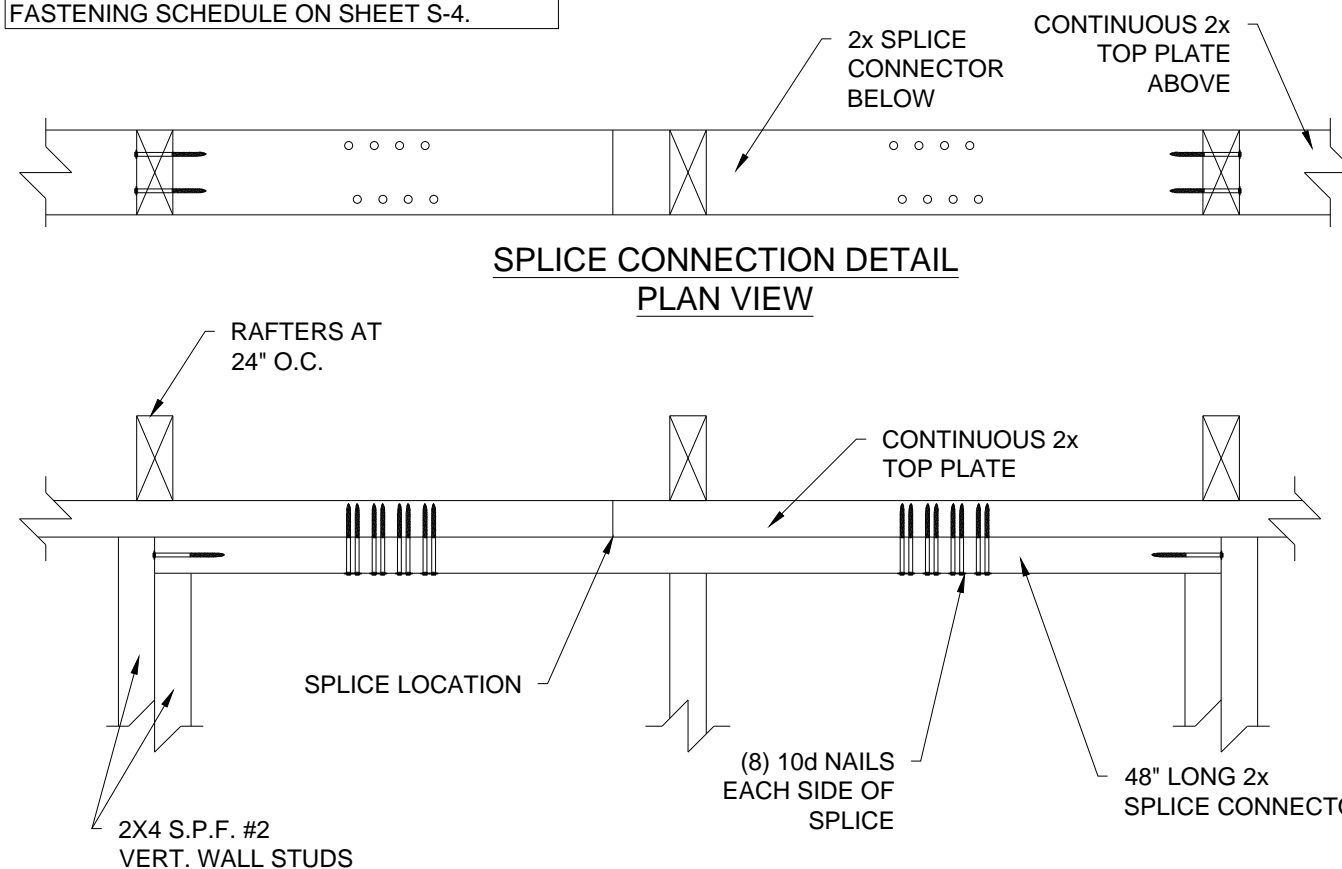 FASTENING SCHEDULE ON SHEET S-4.
2x SPLICE
CONNECTOR
BELOW
CONTINUOUS 2x
TOP PLATE
ABOVE
SPLICE CONNECTION DETAIL
PLAN VIEW
RAFTERS AT
24" O.C.
CONTINUOUS 2x
TOP PLATE
SPLICE LOCATION
(8) 10d NAILS
EACH SIDE OF
SPLICE
48" LONG 2x
SPLICE
2X4 S.P.F. #2
VERT. WALL STUDS